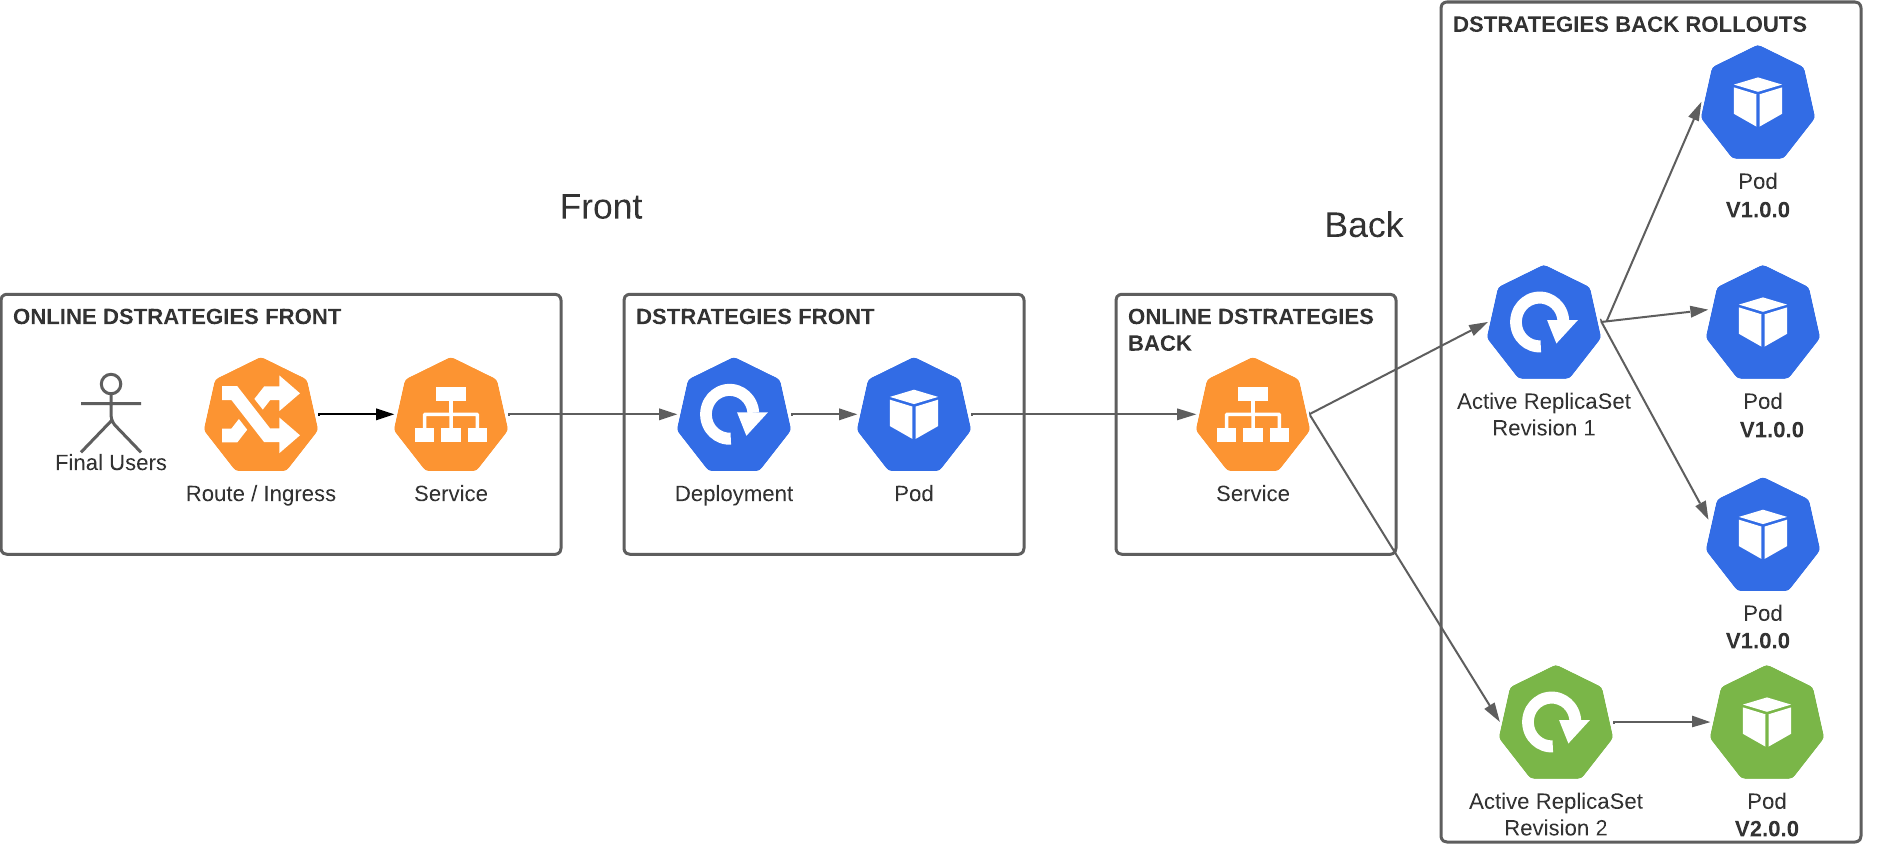 Front
Back
ONLINE DSTRATEGIES FRONT
Final Users
Route / Ingress
Service
DSTRATEGIES FRONT
Deployment
Pod
ONLINE DSTRATEGIES
BACK
Service
DSTRATEGIES BACK ROLLOUTS
Pod
V1.0.0
Active ReplicaSet
Revision 1
Pod
V1.0.0
Pod
V1.0.0
Active ReplicaSet
Revision 2
Pod
V2.0.0